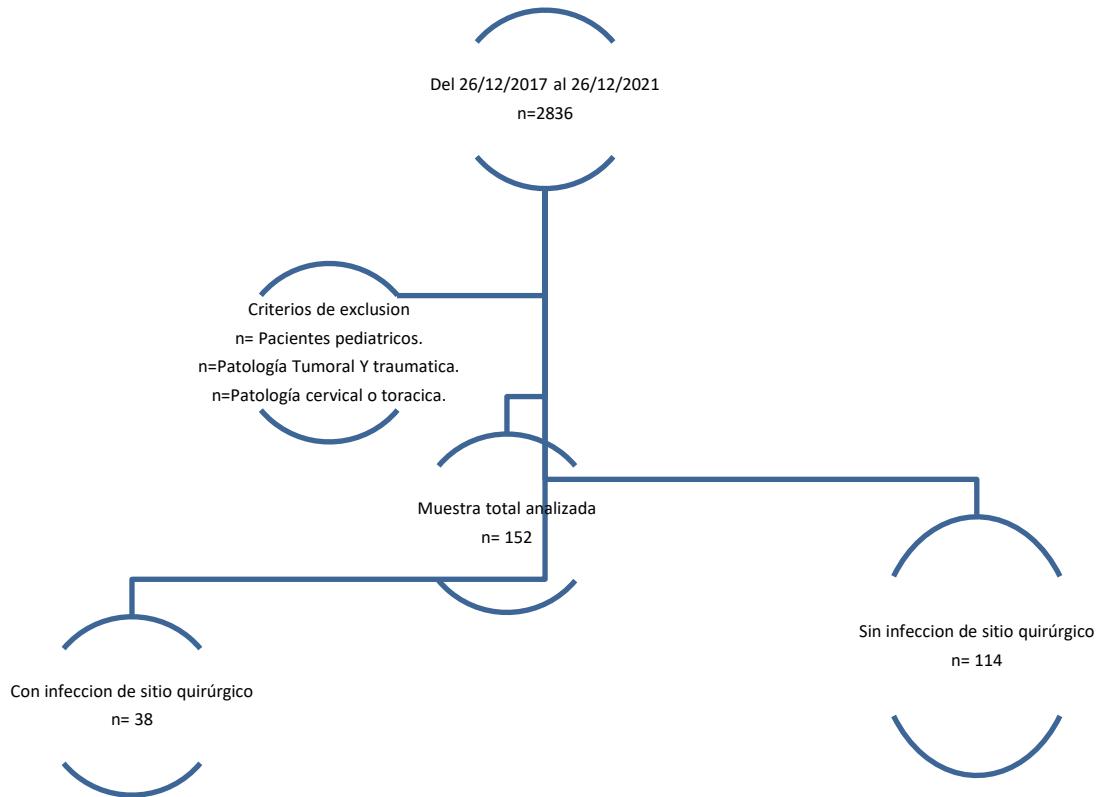 Del 26/12/2017 al 26/12/2021
n=2836
Criterios de exclusion
n= Pacientes pediatricos.
n=Patología Tumoral Y traumatica.
n=Patología cervical o toracica.
Muestra total analizada
n= 152
Con infeccion de sitio quirúrgico
n= 38
Sin infeccion de sitio quirúrgico
n= 114